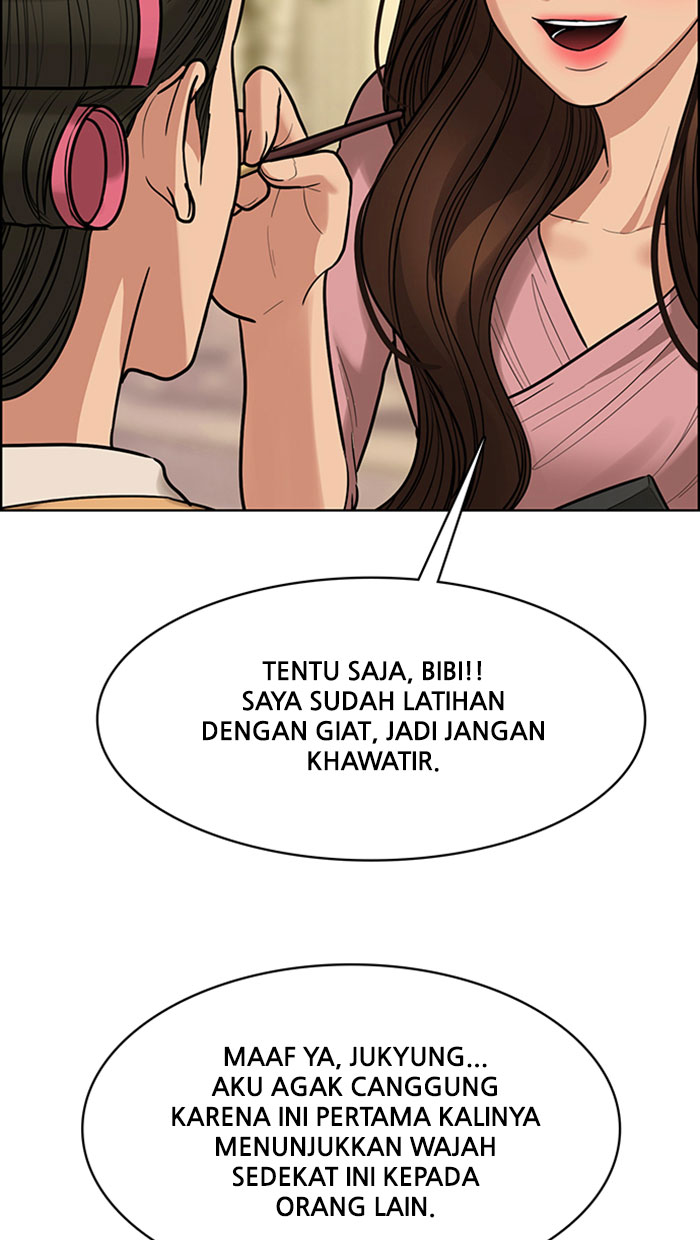 TENTU SAJA, BIBI!!
SAYA SUDAH LATIHAN
DENGAN GIAT, JADI JANGAN
KHAWATIR.
MAAF YA, JUKYUNG...
AKU AGAK CANGGUNG
KARENA INI PERTAMA KALINYA
MENUNJUKKAN WAJAH
SEDEKAT INI KEPADA
ORANG LAIN.